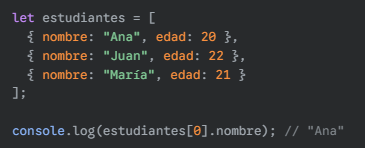 let estudiantes = [
  { nombre: "Ana", edad: 20 },
  { nombre: "Juan", edad: 22 },
  { nombre: "María", edad: 21 }
];

console.log(estudiantes[0].nombre); // "Ana"